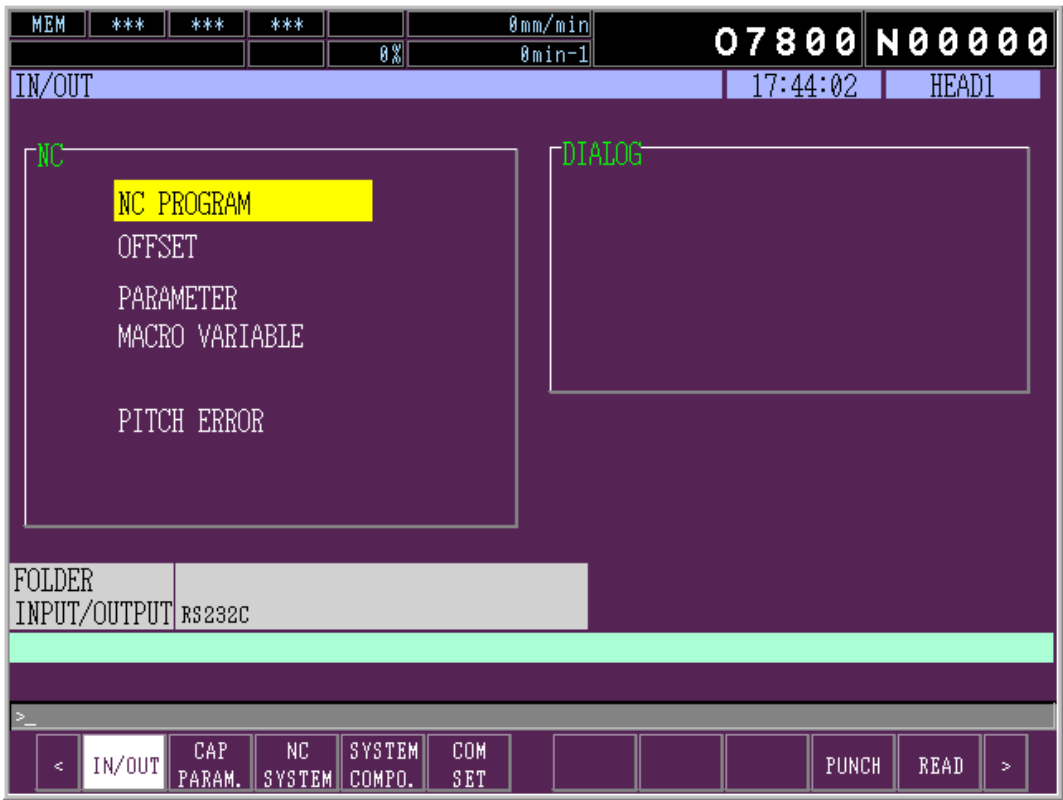 MEM *** *** *** 0mm/min
0% 0min-1
O7800 N00000
IN/OUT 17:44:02 HEAD1
NC
NC PROGRAM
OFFSET
PARAMETER
MACRO VARIABLE
PITCH ERROR
DIALOG
FOLDER
INPUT/OUTPUT RS232C
>_
< IN/OUT CAP PARAM. NC SYSTEM SYSTEM COMPO. COM SET PUNCH READ >